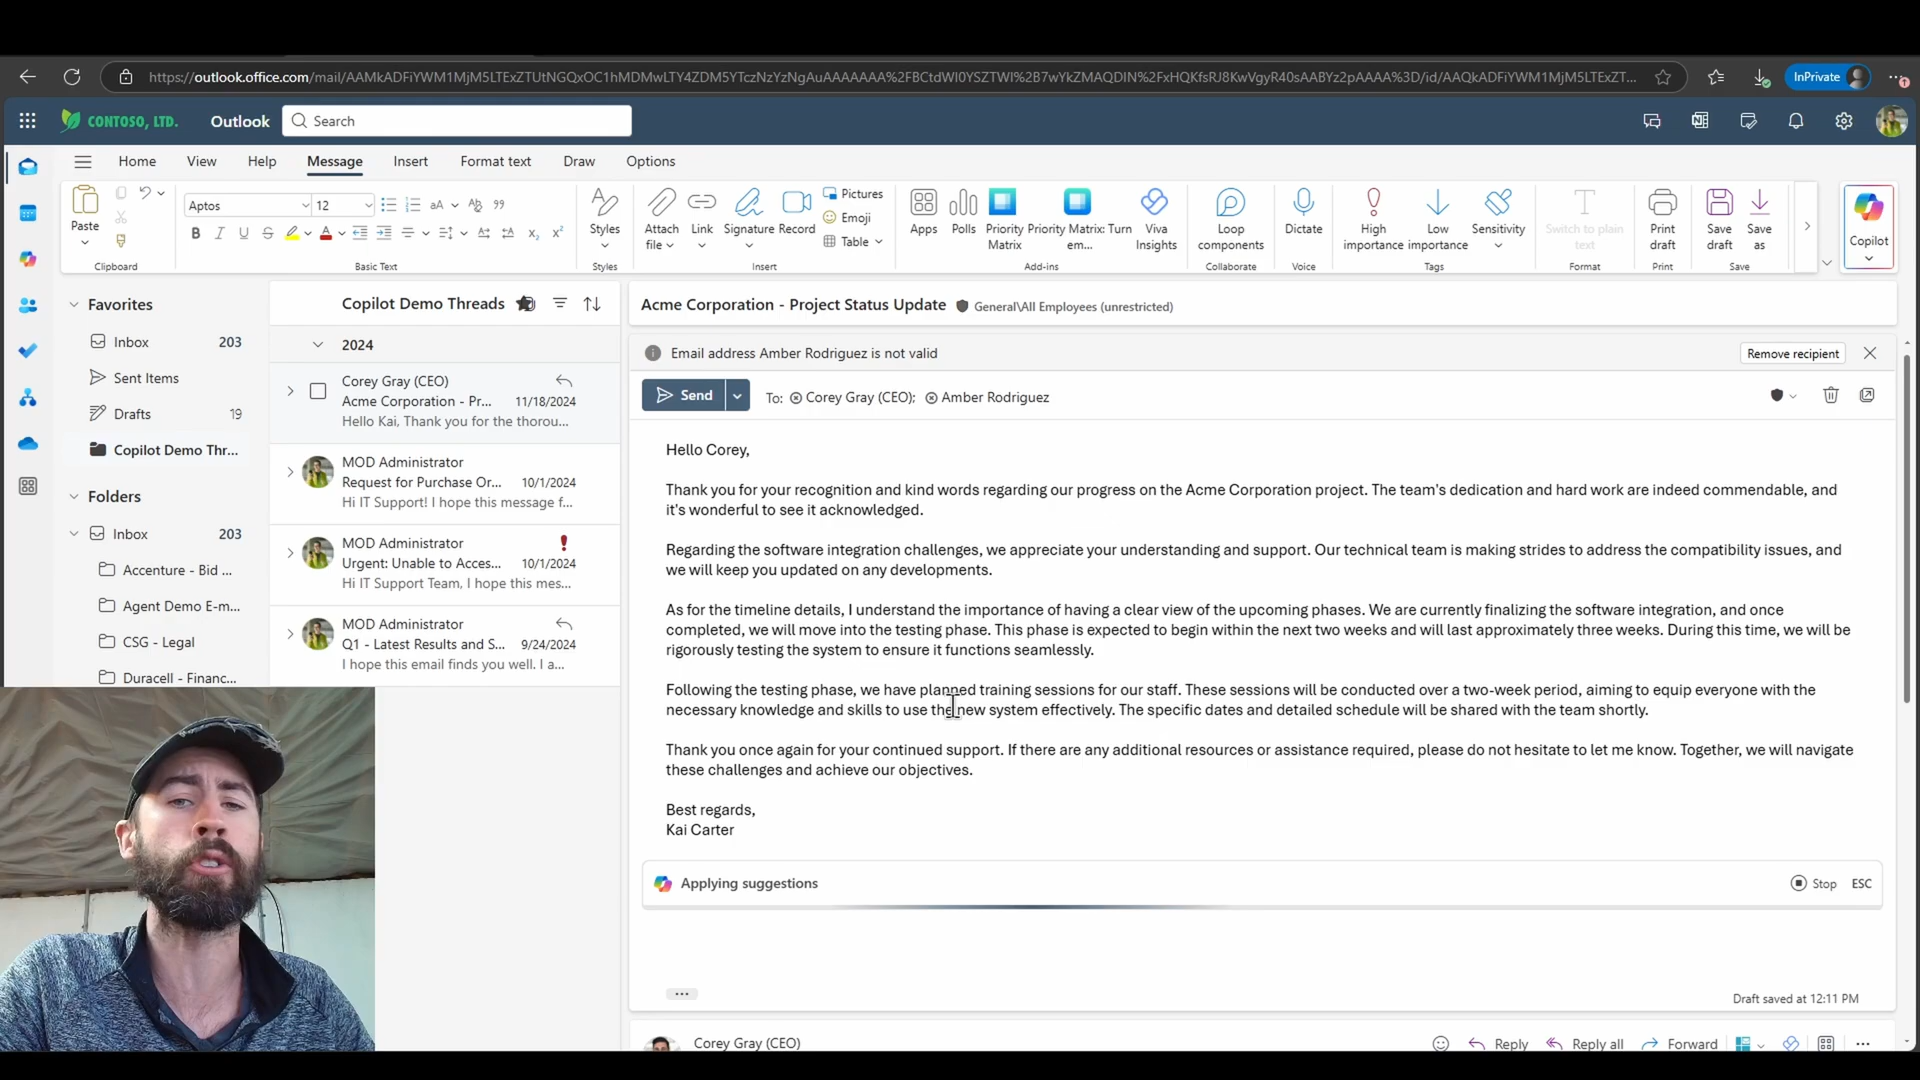 https://outlook.office.com/mail/AAMkADFiYWM1MjM5LTExZTUtNGQxOC1hMDMwLTY4ZDM5YTczNzYzNgAuAAAAAAA%2FBCtdWI0YSZTWI%2B7wYkZMAQDIN%2FxHQKfsRJ8KwVgyR40sAABYz2pAAAA%3D/id/AAQkADFiYWM1MjM5LTExZT...
InPrivate
CONTOSO, LTD.
Outlook
Search
Home
View
Help
Message
Insert
Format text
Draw
Options
Paste
Clipboard
Aptos
12
Basic Text
Styles
Styles
Attach file
Link
Signature
Record
Pictures
Emoji
Table
Insert
Apps
Polls
Priority Matrix
Priority Matrix: Turn em...
Viva Insights
Add-ins
Loop components
Collaborate
Dictate
Voice
High importance
Low importance
Sensitivity
Tags
Switch to plain text
Format
Print draft
Print
Save draft
Save as
Save
Copilot
Favorites
Inbox 203
Sent Items
Drafts 19
Copilot Demo Thr...
Folders
Inbox 203
Accenture - Bid ...
Agent Demo E-m...
CSG - Legal
Duracell - Financ...
Copilot Demo Threads
2024
Corey Gray (CEO)
Acme Corporation - Pr... 11/18/2024
Hello Kai, Thank you for the thorou...
MOD Administrator
Request for Purchase Or... 10/1/2024
Hi IT Support! I hope this message f...
MOD Administrator
Urgent: Unable to Acces... 10/1/2024
Hi IT Support Team, I hope this mes...
MOD Administrator
Q1 - Latest Results and S... 9/24/2024
I hope this email finds you well. I a...
Acme Corporation - Project Status Update General\All Employees (unrestricted)
Email address Amber Rodriguez is not valid
Remove recipient
Send
To: Corey Gray (CEO); Amber Rodriguez
Hello Corey,
Thank you for your recognition and kind words regarding our progress on the Acme Corporation project. The team's dedication and hard work are indeed commendable, and
it's wonderful to see it acknowledged.
Regarding the software integration challenges, we appreciate your understanding and support. Our technical team is making strides to address the compatibility issues, and
we will keep you updated on any developments.
As for the timeline details, I understand the importance of having a clear view of the upcoming phases. We are currently finalizing the software integration, and once
completed, we will move into the testing phase. This phase is expected to begin within the next two weeks and will last approximately three weeks. During this time, we will be
rigorously testing the system to ensure it functions seamlessly.
Following the testing phase, we have planned training sessions for our staff. These sessions will be conducted over a two-week period, aiming to equip everyone with the
necessary knowledge and skills to use the new system effectively. The specific dates and detailed schedule will be shared with the team shortly.
Thank you once again for your continued support. If there are any additional resources or assistance required, please do not hesitate to let me know. Together, we will navigate
these challenges and achieve our objectives.
Best regards,
Kai Carter
Applying suggestions
Stop ESC
Draft saved at 12:11 PM
Corey Gray (CEO)
Reply
Reply all
Forward